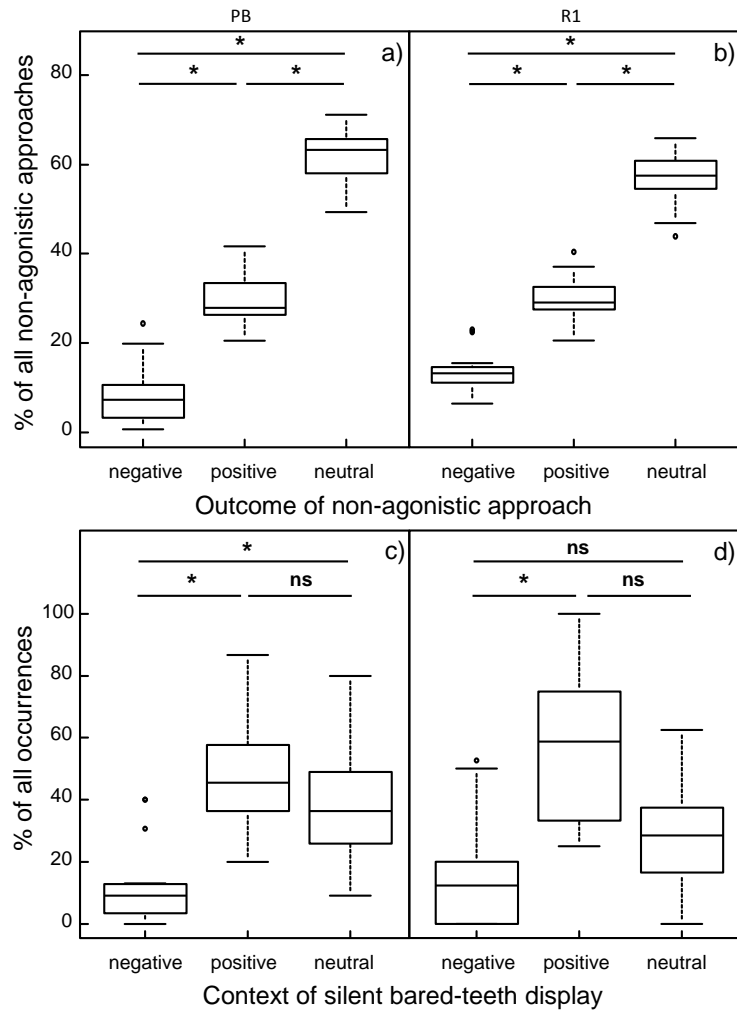 PB R1
* *
a) b)
* * * *
80
60
40
20
0
% of all non-agonistic approaches
negative positive neutral negative positive neutral
Outcome of non-agonistic approach
c) d)
* ns
* ns * ns
100
80
60
40
20
0
% of all occurrences
negative positive neutral negative positive neutral
Context of silent bared-teeth display